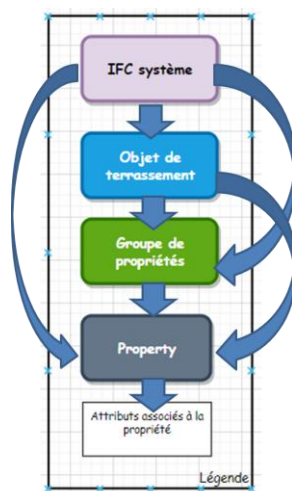 IFC système
Objet de
terrassement
Groupe de
propriétés
Property
Attributs associés à la
propriété
Légende